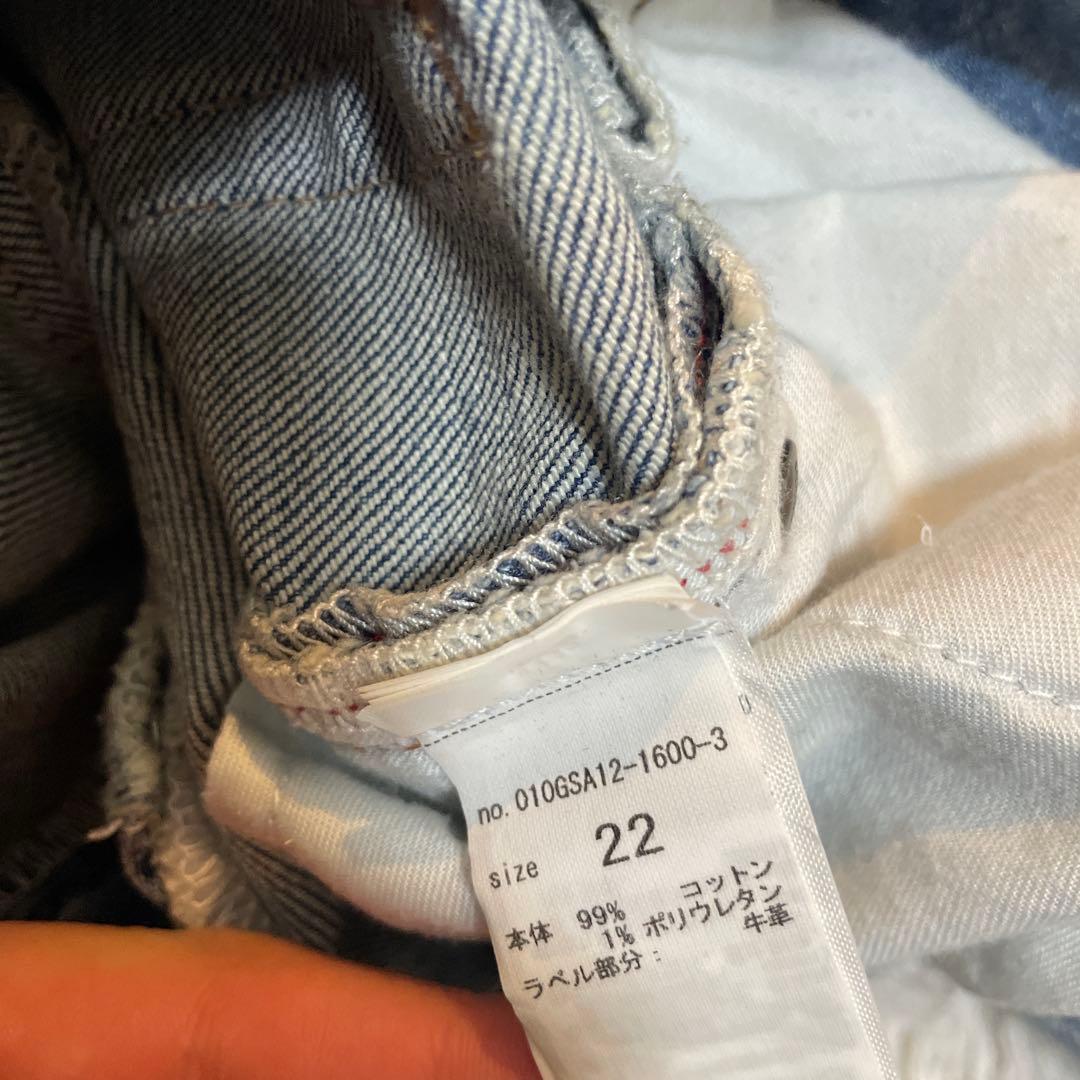 no. 010GSA12-1600-3
size 22
本体 99% コットン
1% ポリウレタン
ラベル部分: 牛革